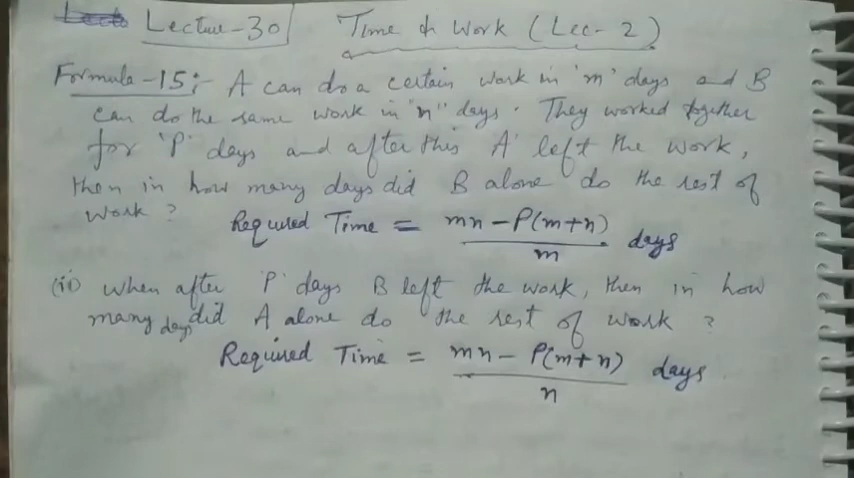 Lecture-30 Time & Work (Lec-2)
Formula-15:- A can do a certain work in 'm' days and B
can do the same work in "n" days. They worked together
for 'P' days and after this 'A' left the work,
then in how many days did B alone do the rest of
work?
Required Time = mn-P(m+n)/m days
(ii) When after 'P' days B left the work, then in how
many days did A alone do the rest of work?
Required Time = mn-P(m+n)/n days